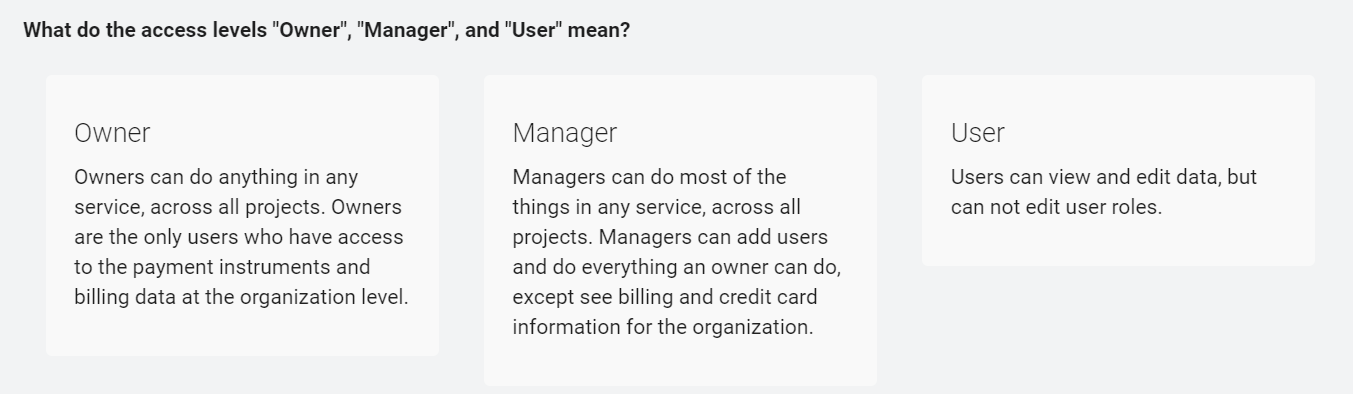 What do the access levels "Owner", "Manager", and "User" mean?
Owner
Owners can do anything in any
service, across all projects. Owners
are the only users who have access
to the payment instruments and
billing data at the organization level.
Manager
Managers can do most of the
things in any service, across all
projects. Managers can add users
and do everything an owner can do,
except see billing and credit card
information for the organization.
User
Users can view and edit data, but
can not edit user roles.